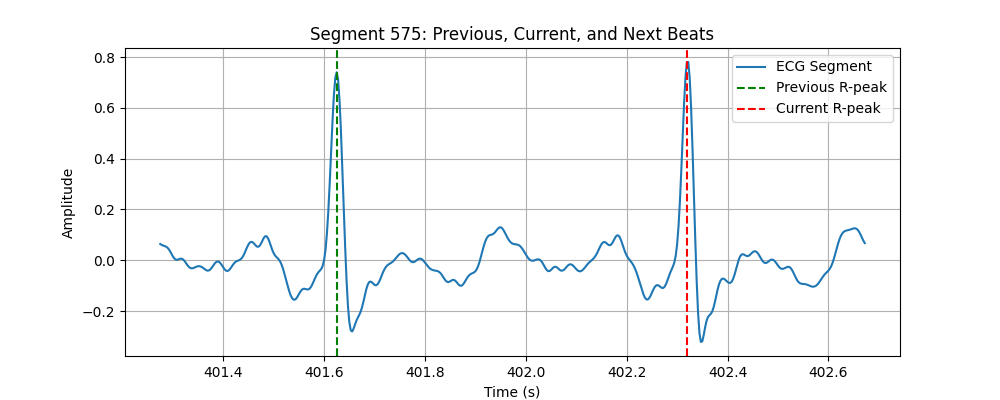 Segment 575: Previous, Current, and Next Beats
ECG Segment
Previous R-peak
Current R-peak
Amplitude
0.8
0.6
0.4
0.2
0.0
−0.2
401.4 401.6 401.8 402.0 402.2 402.4 402.6
Time (s)